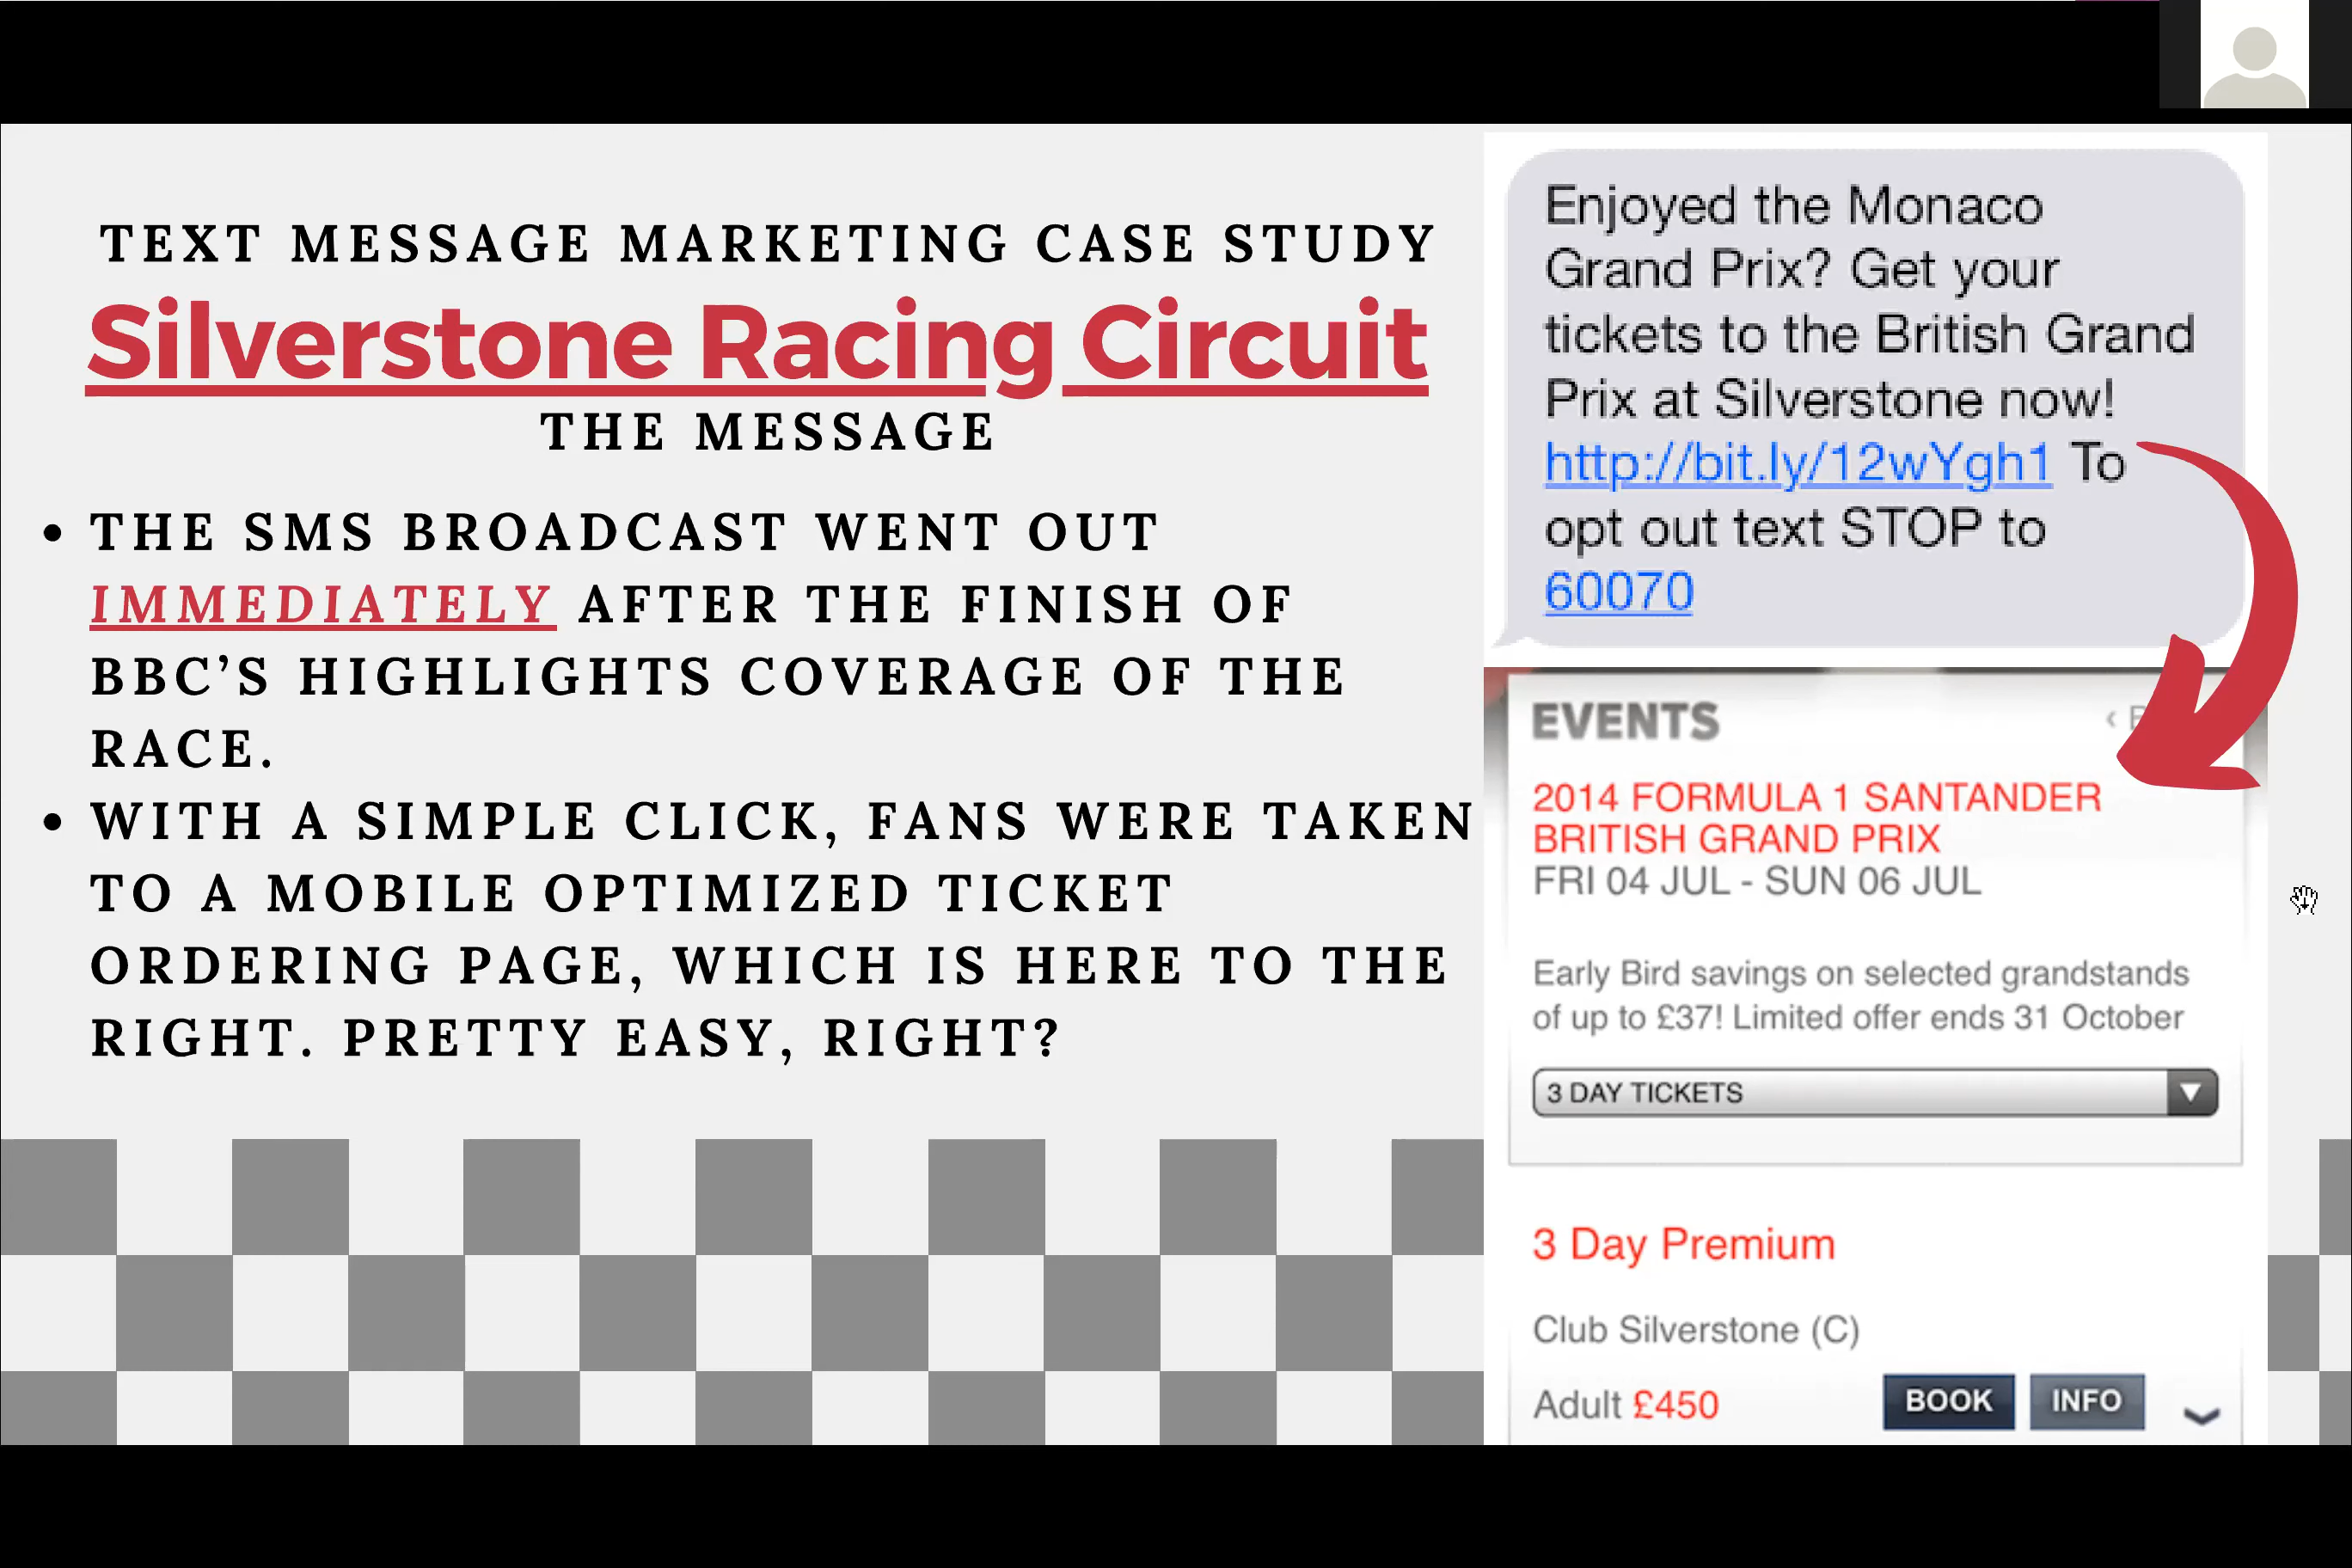 TEXT MESSAGE MARKETING CASE STUDY
Silverstone Racing Circuit
THE MESSAGE
• THE SMS BROADCAST WENT OUT
IMMEDIATELY AFTER THE FINISH OF
BBC’S HIGHLIGHTS COVERAGE OF THE
RACE.
• WITH A SIMPLE CLICK, FANS WERE TAKEN
TO A MOBILE OPTIMIZED TICKET
ORDERING PAGE, WHICH IS HERE TO THE
RIGHT. PRETTY EASY, RIGHT?
Enjoyed the Monaco
Grand Prix? Get your
tickets to the British Grand
Prix at Silverstone now!
http://bit.ly/12wYgh1 To
opt out text STOP to
60070
EVENTS
2014 FORMULA 1 SANTANDER
BRITISH GRAND PRIX
FRI 04 JUL - SUN 06 JUL
Early Bird savings on selected grandstands
of up to £37! Limited offer ends 31 October
3 DAY TICKETS
3 Day Premium
Club Silverstone (C)
Adult £450 BOOK INFO